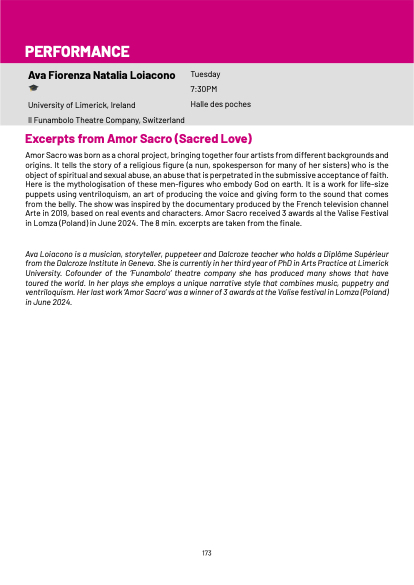 PERFORMANCE
Ava Fiorenza Natalia Loiacono
Tuesday
7:30PM
University of Limerick, Ireland
Halle des poches
Il Funambolo Theatre Company, Switzerland
Excerpts from Amor Sacro (Sacred Love)
Amor Sacro was born as a choral project, bringing together four artists from different backgrounds and
origins. It tells the story of a religious figure (a nun, spokesperson for many of her sisters) who is the
object of spiritual and sexual abuse, an abuse that is perpetrated in the submissive acceptance of faith.
Here is the mythologisation of these men-figures who embody God on earth. It is a work for life-size
puppets using ventriloquism, an art of producing the voice and giving form to the sound that comes
from the belly. The show was inspired by the documentary produced by the French television channel
Arte in 2019, based on real events and characters. Amor Sacro received 3 awards al the Valise Festival
in Lomza (Poland) in June 2024. The 8 min. excerpts are taken from the finale.
Ava Loiacono is a musician, storyteller, puppeteer and Dalcroze teacher who holds a Diplôme Supérieur
from the Dalcroze Institute in Geneva. She is currently in her third year of PhD in Arts Practice at Limerick
University. Cofounder of the 'Funambolo' theatre company she has produced many shows that have
toured the world. In her plays she employs a unique narrative style that combines music, puppetry and
ventriloquism. Her last work 'Amor Sacro' was a winner of 3 awards at the Valise festival in Lomza (Poland)
in June 2024.
173